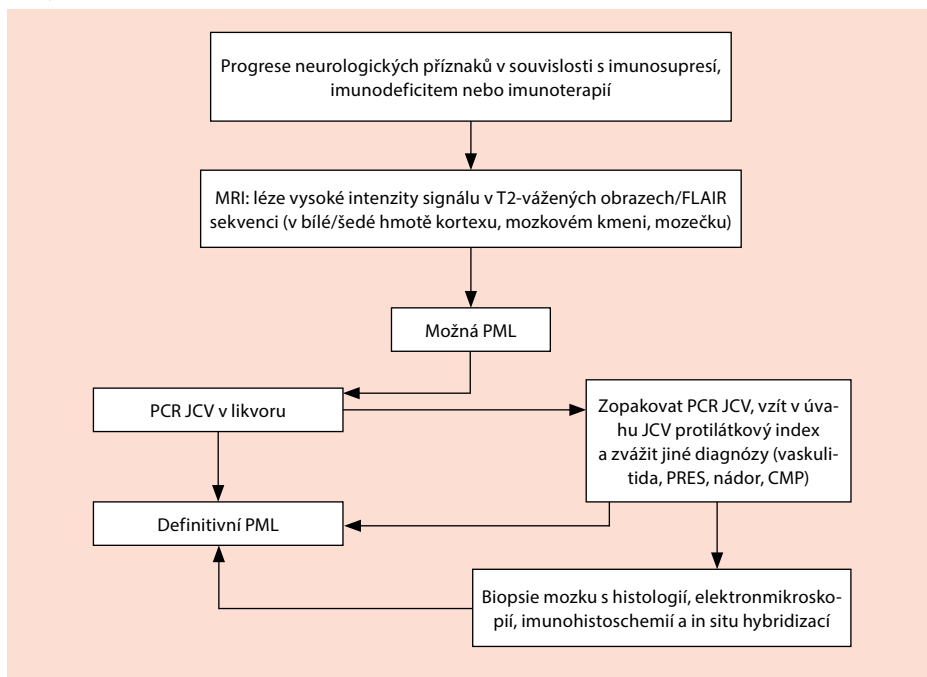 Progrese neurologických příznaků v souvislosti s imunosupresí,
imunodeficitem nebo imunoterapií
MRI: léze vysoké intenzity signálu v T2-vážených obrazech/FLAIR
sekvenci (v bílé/šedé hmotě kortexu, mozkovém kmeni, mozečku)
Možná PML
PCR JCV v likvoru
Zopakovat PCR JCV, vzít v úva-
hu JCV protilátkový index
a zvážit jiné diagnózy (vaskuli-
tida, PRES, nádor, CMP)
Definitivní PML
Biopsie mozku s histologií, elektronmikrosko-
pií, imunohistoschemií a in situ hybridizací